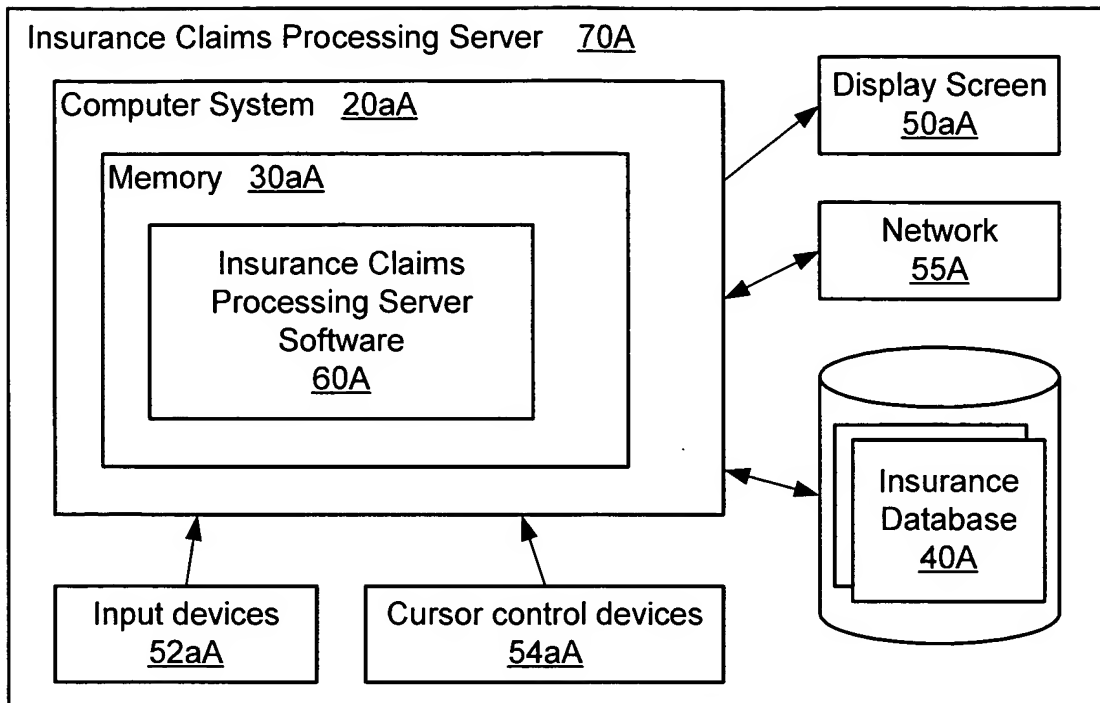 Insurance Claims Processing Server 70A
Computer System 20aA
Memory 30aA
Insurance Claims
Processing Server
Software
60A
Display Screen
50aA
Network
55A
Insurance
Database
40A
Input devices
52aA
Cursor control devices
54aA